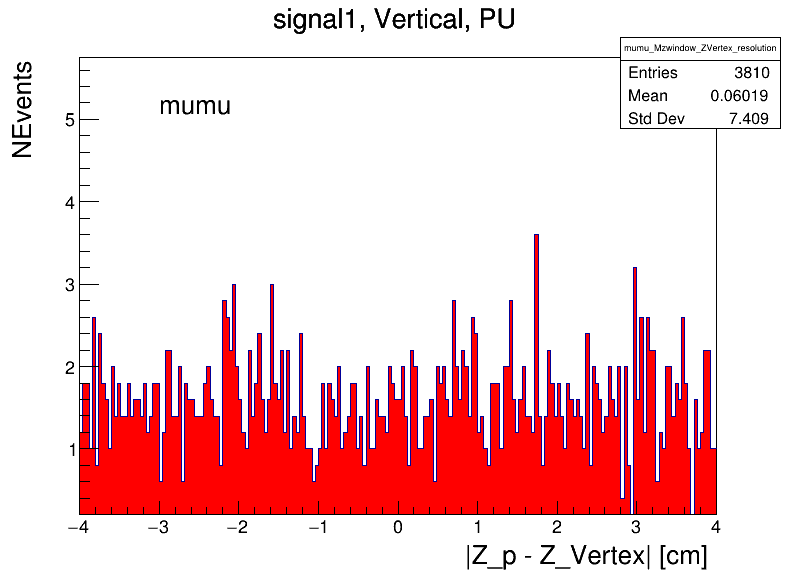 signal1, Vertical, PU
mumu_Mzwindow_ZVertex_resolution
Entries 3810
Mean 0.06019
Std Dev 7.409
NEvents
mumu
5
4
3
2
1
−4 −3 −2 −1 0 1 2 3 4
|Z_p - Z_Vertex| [cm]